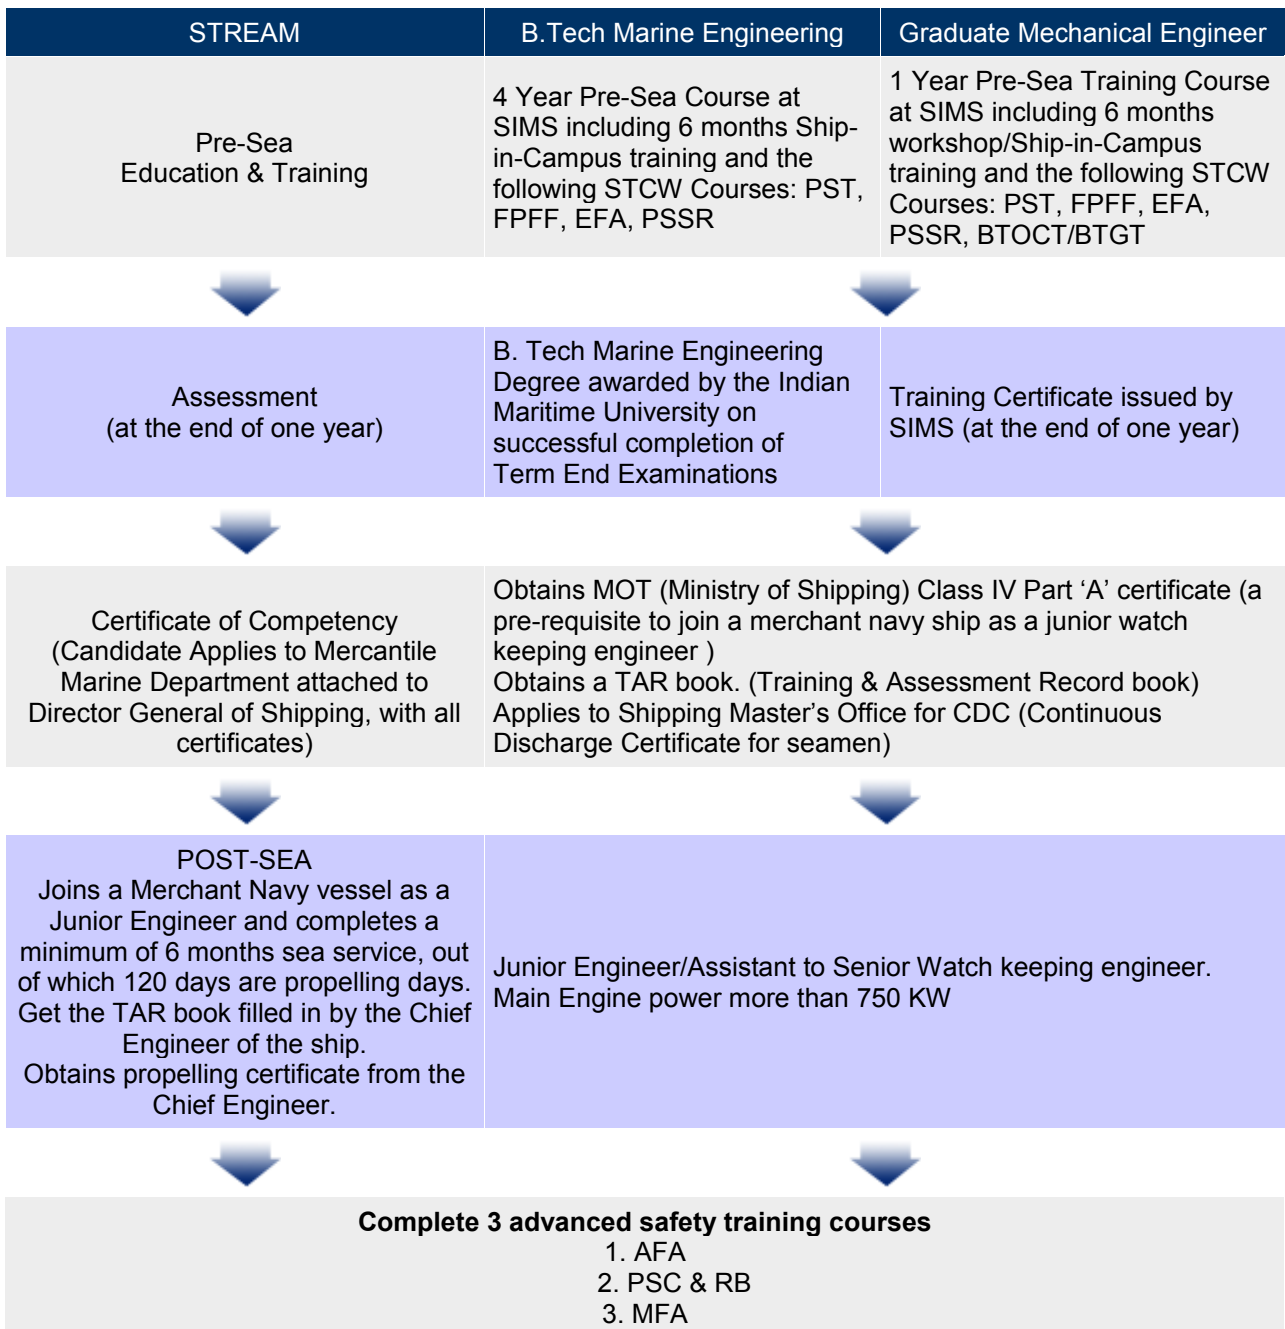 STREAM
B.Tech Marine Engineering
Graduate Mechanical Engineer
Pre-Sea
Education & Training
4 Year Pre-Sea Course at
SIMS including 6 months Ship-
in-Campus training and the
following STCW Courses: PST,
FPFF, EFA, PSSR
1 Year Pre-Sea Training Course
at SIMS including 6 months
workshop/Ship-in-Campus
training and the following STCW
Courses: PST, FPFF, EFA,
PSSR, BTOCT/BTGT
Assessment
(at the end of one year)
B. Tech Marine Engineering
Degree awarded by the Indian
Maritime University on
successful completion of
Term End Examinations
Training Certificate issued by
SIMS (at the end of one year)
Certificate of Competency
(Candidate Applies to Mercantile
Marine Department attached to
Director General of Shipping, with all
certificates)
Obtains MOT (Ministry of Shipping) Class IV Part ‘A’ certificate (a
pre-requisite to join a merchant navy ship as a junior watch
keeping engineer )
Obtains a TAR book. (Training & Assessment Record book)
Applies to Shipping Master’s Office for CDC (Continuous
Discharge Certificate for seamen)
POST-SEA
Joins a Merchant Navy vessel as a
Junior Engineer and completes a
minimum of 6 months sea service, out
of which 120 days are propelling days.
Get the TAR book filled in by the Chief
Engineer of the ship.
Obtains propelling certificate from the
Chief Engineer.
Junior Engineer/Assistant to Senior Watch keeping engineer.
Main Engine power more than 750 KW
Complete 3 advanced safety training courses
1. AFA
2. PSC & RB
3. MFA